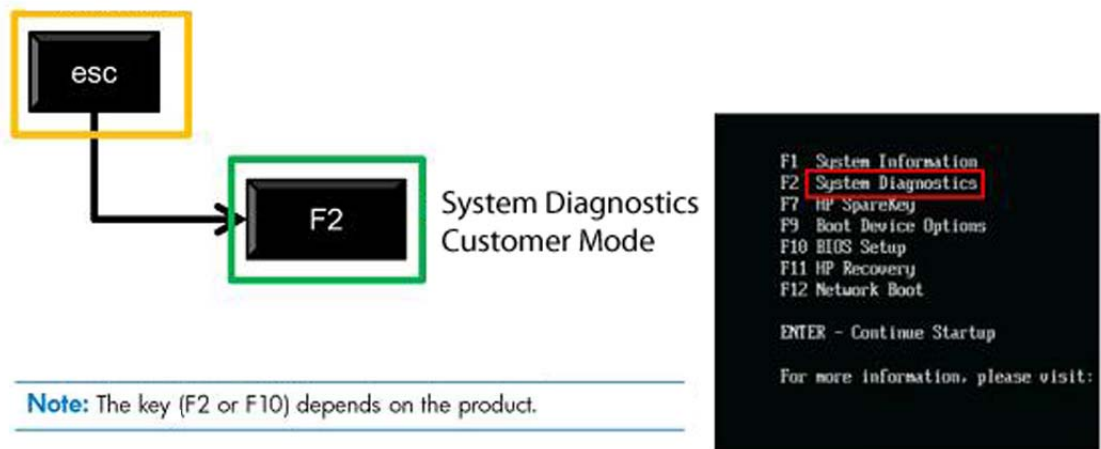 esc
F2
System Diagnostics
Customer Mode
Note: The key (F2 or F10) depends on the product.
F1 System Information
F2 System Diagnostics
F7 HP SpareKey
F9 Boot Device Options
F10 BIOS Setup
F11 HP Recovery
F12 Network Boot
ENTER - Continue Startup
For more information, please visit: